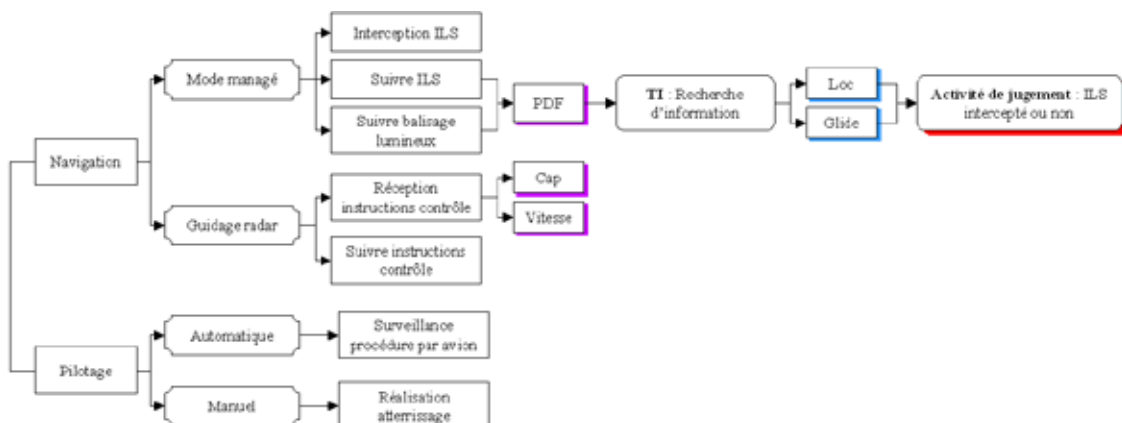 Interception ILS
Mode managé
Suivre ILS
Suivre balisage
lumineux
PDF
TI : Recherche
d'information
Loc
Glide
Activité de jugement : ILS
intercepté ou non
Navigation
Guidage radar
Réception
instructions contrôle
Cap
Vitesse
Suivre instructions
contrôle
Pilotage
Automatique
Surveillance
procédure par avion
Manuel
Réalisation
atterrissage